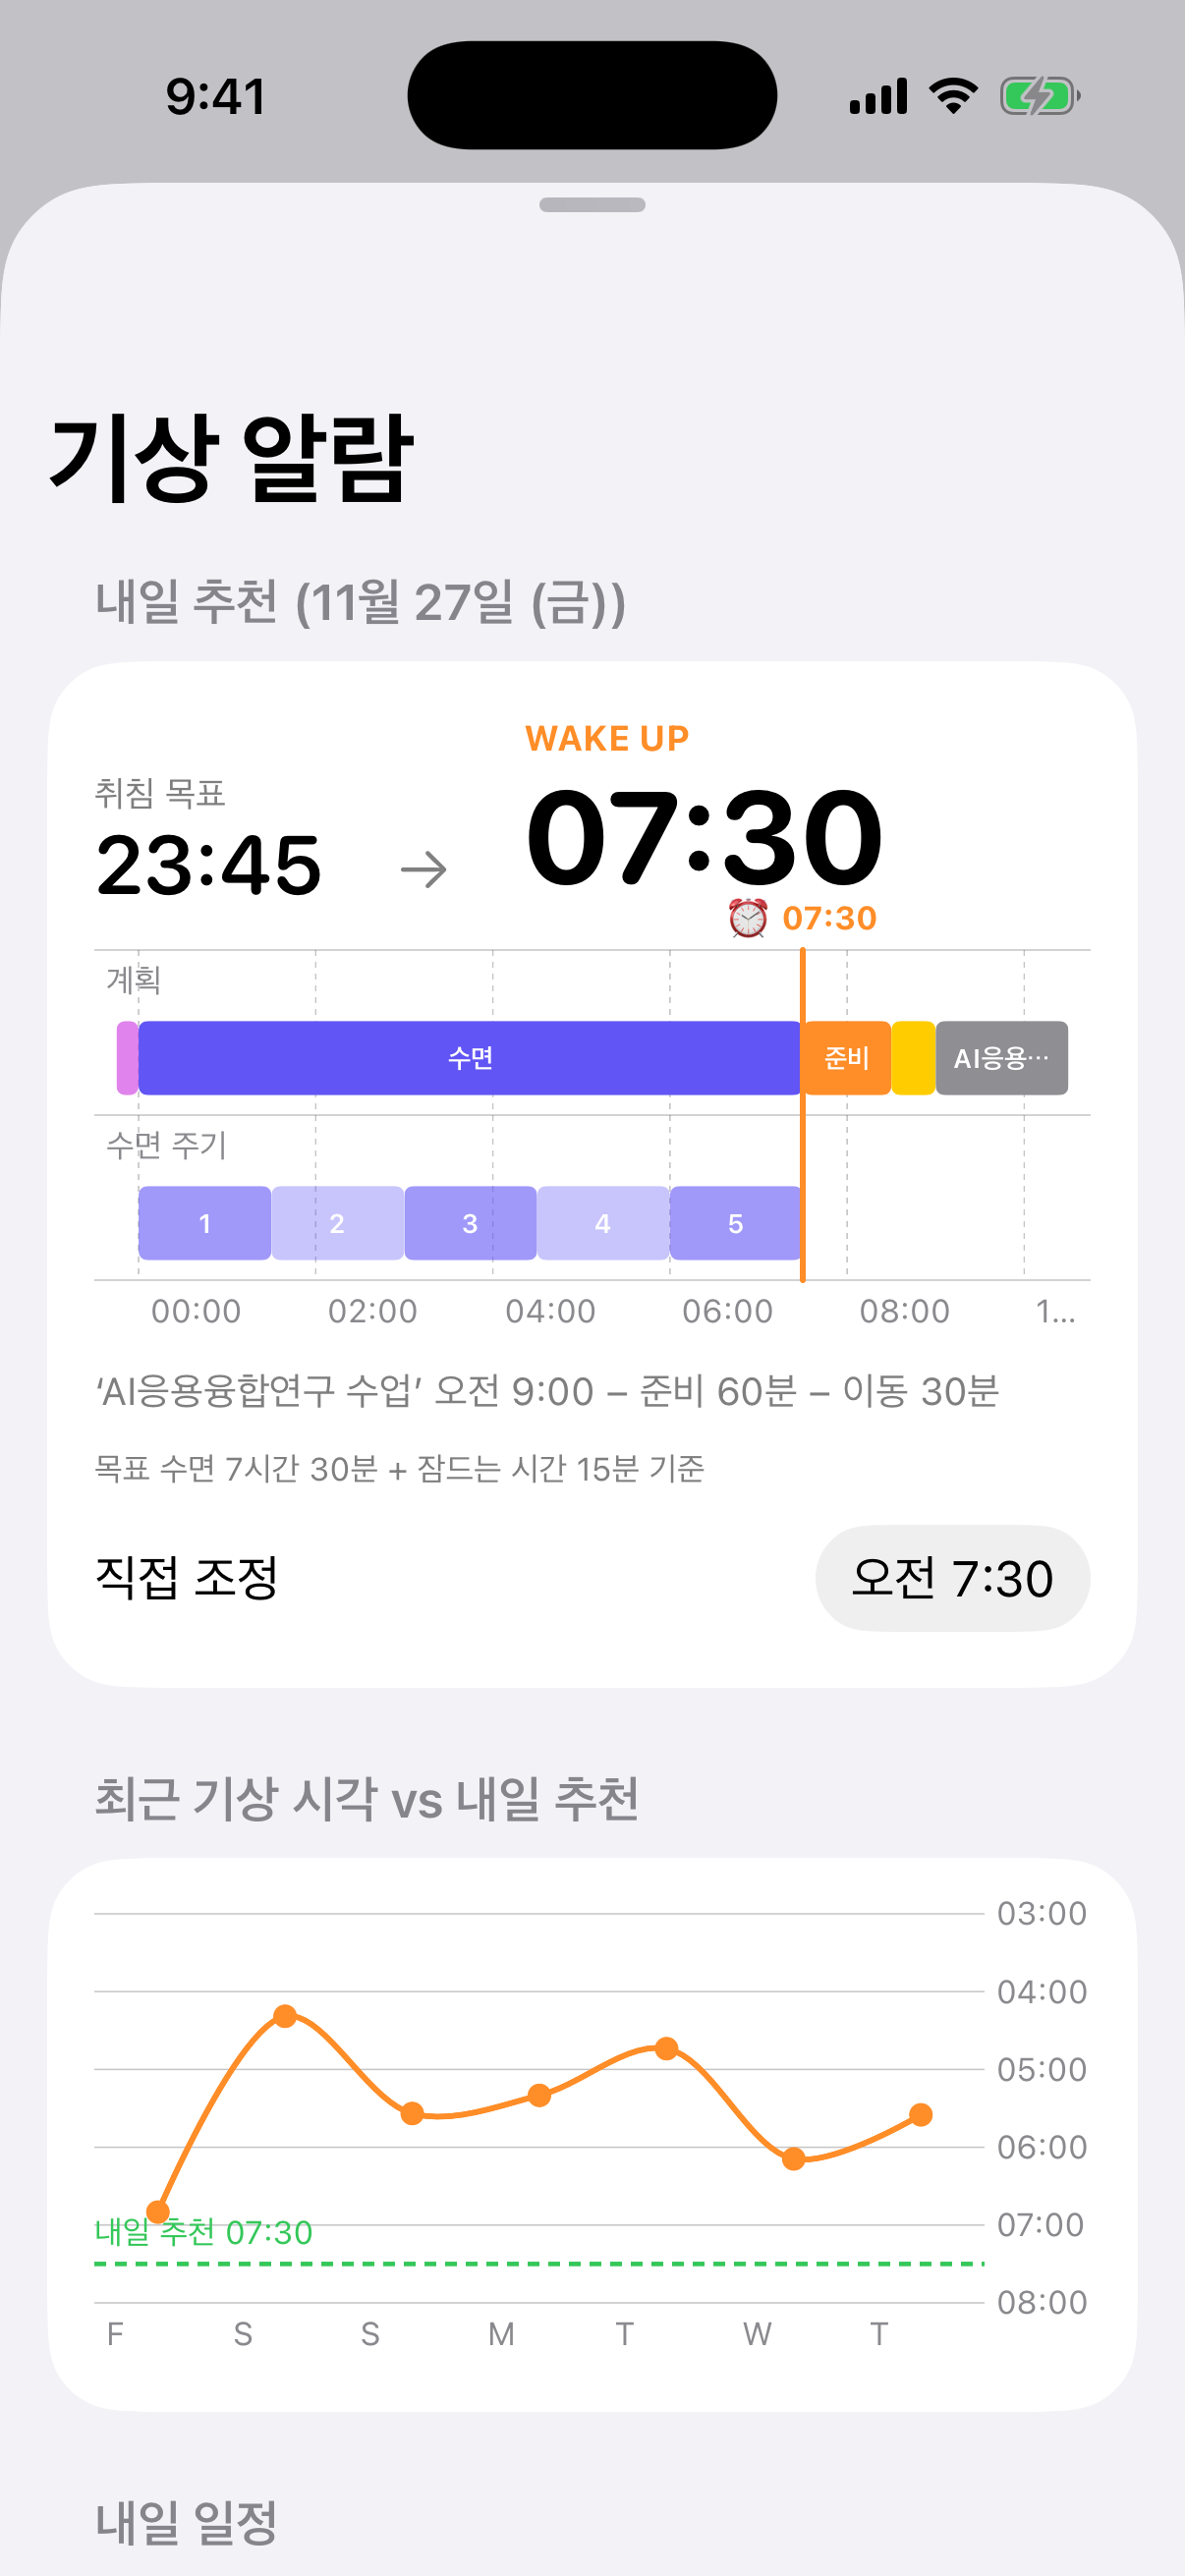 9:41
기상 알람
내일 추천 (11월 27일 (금))
WAKE UP
취침 목표
23:45 → 07:30
⏰ 07:30
계획
수면 준비 AI응용…
수면 주기
1 2 3 4 5
00:00 02:00 04:00 06:00 08:00 1...
‘AI응용융합연구 수업’ 오전 9:00 – 준비 60분 – 이동 30분
목표 수면 7시간 30분 + 잠드는 시간 15분 기준
직접 조정 오전 7:30
최근 기상 시각 vs 내일 추천
03:00
04:00
05:00
06:00
07:00
내일 추천 07:30
08:00
F S S M T W T
내일 일정